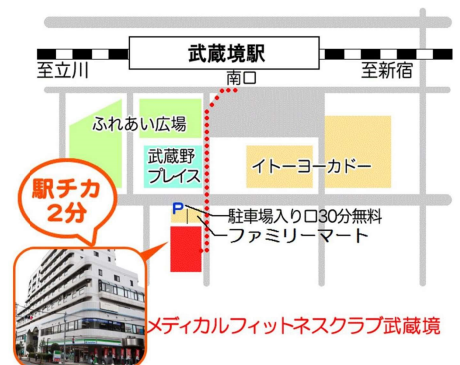 武蔵境駅
至立川
南口
至新宿
ふれあい広場
武蔵野
プレイス
イトーヨーカドー
駅チカ
2分
P
駐車場入り口30分無料
ファミリーマート
メディカルフィットネスクラブ武蔵境